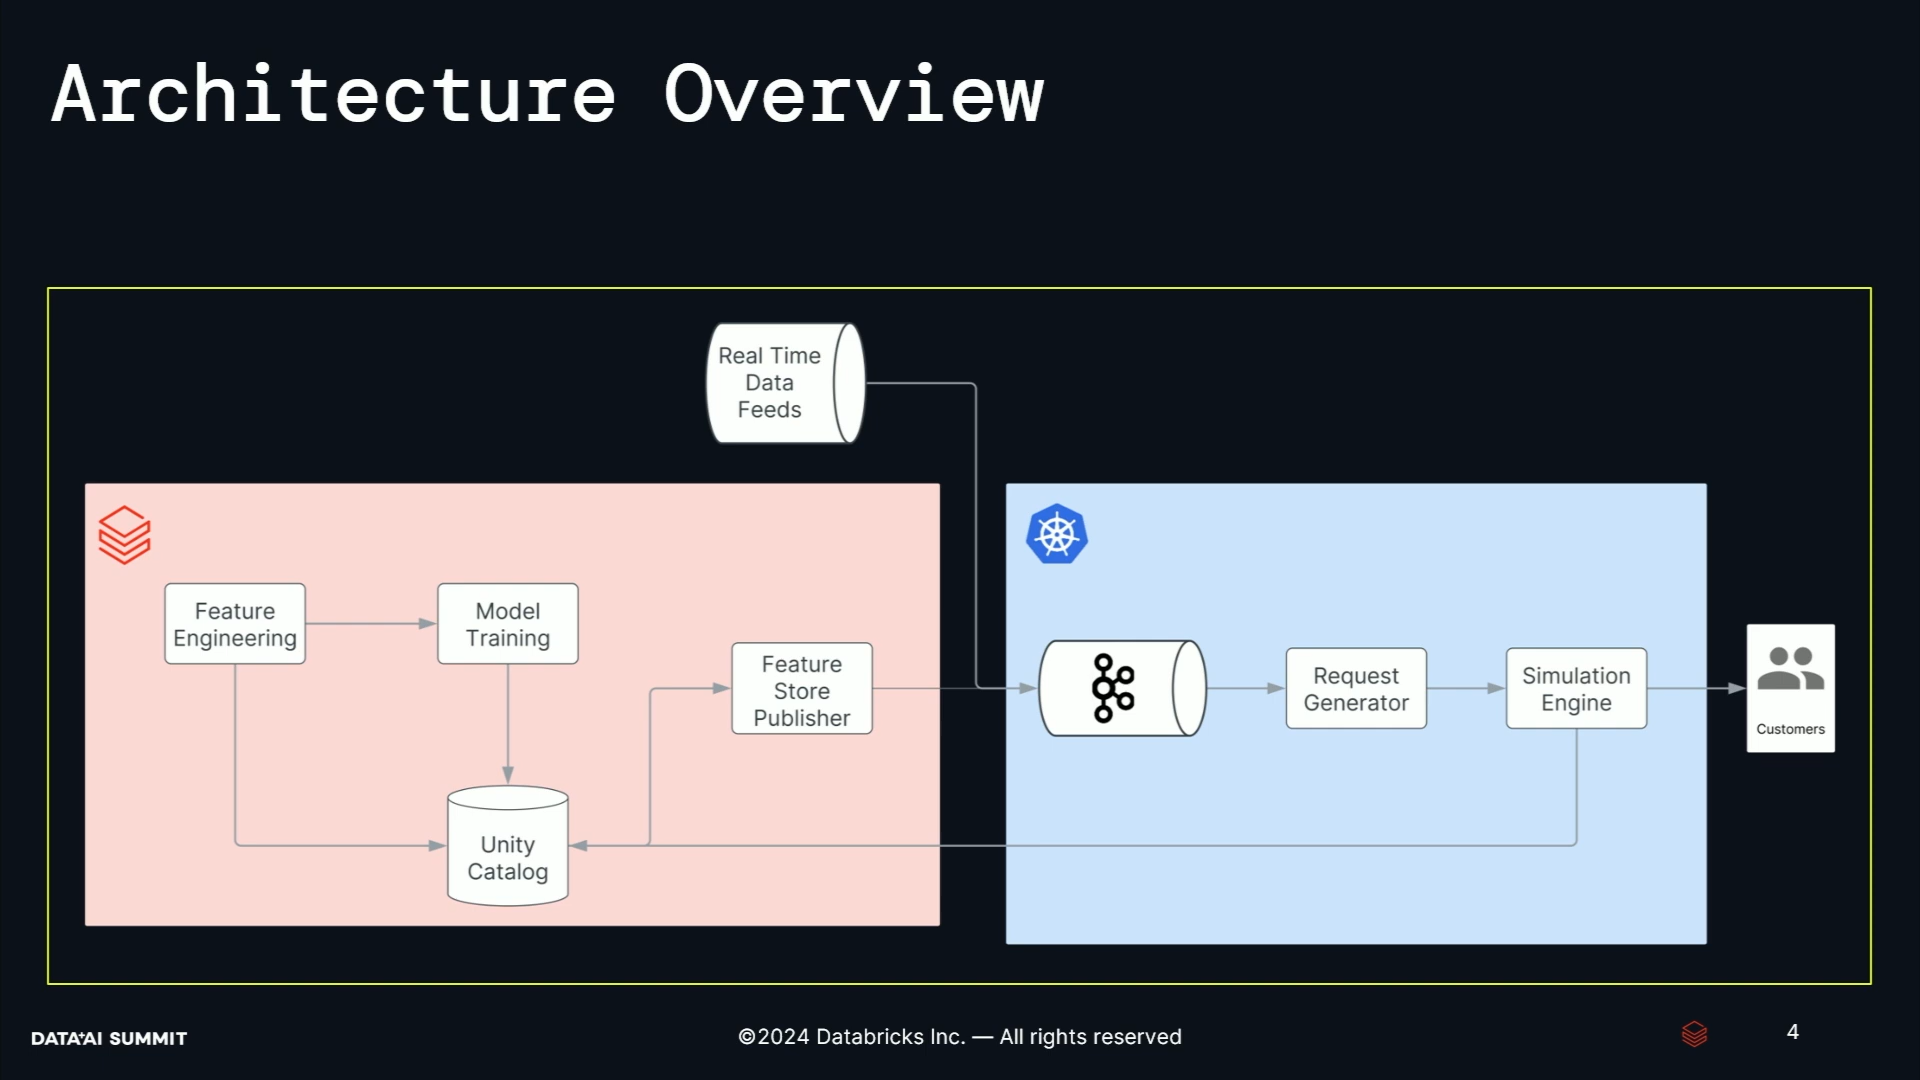 Architecture Overview
Real Time
Data
Feeds
Feature
Engineering
Model
Training
Feature
Store
Publisher
Unity
Catalog
Request
Generator
Simulation
Engine
Customers
DATA+AI SUMMIT
©2024 Databricks Inc. — All rights reserved
4